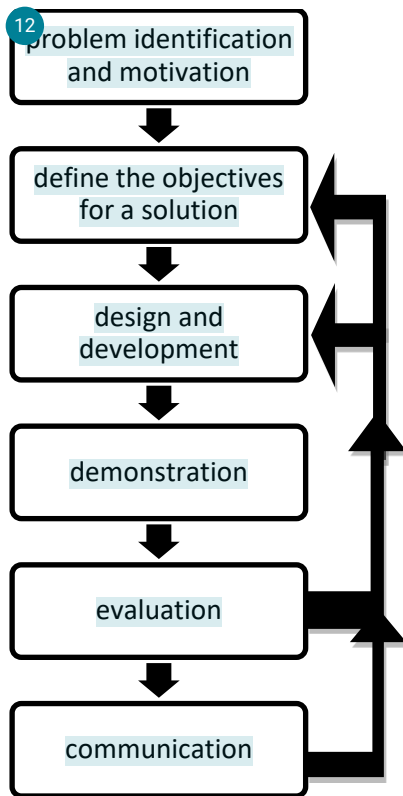 12
problem identification
and motivation
define the objectives
for a solution
design and
development
demonstration
evaluation
communication